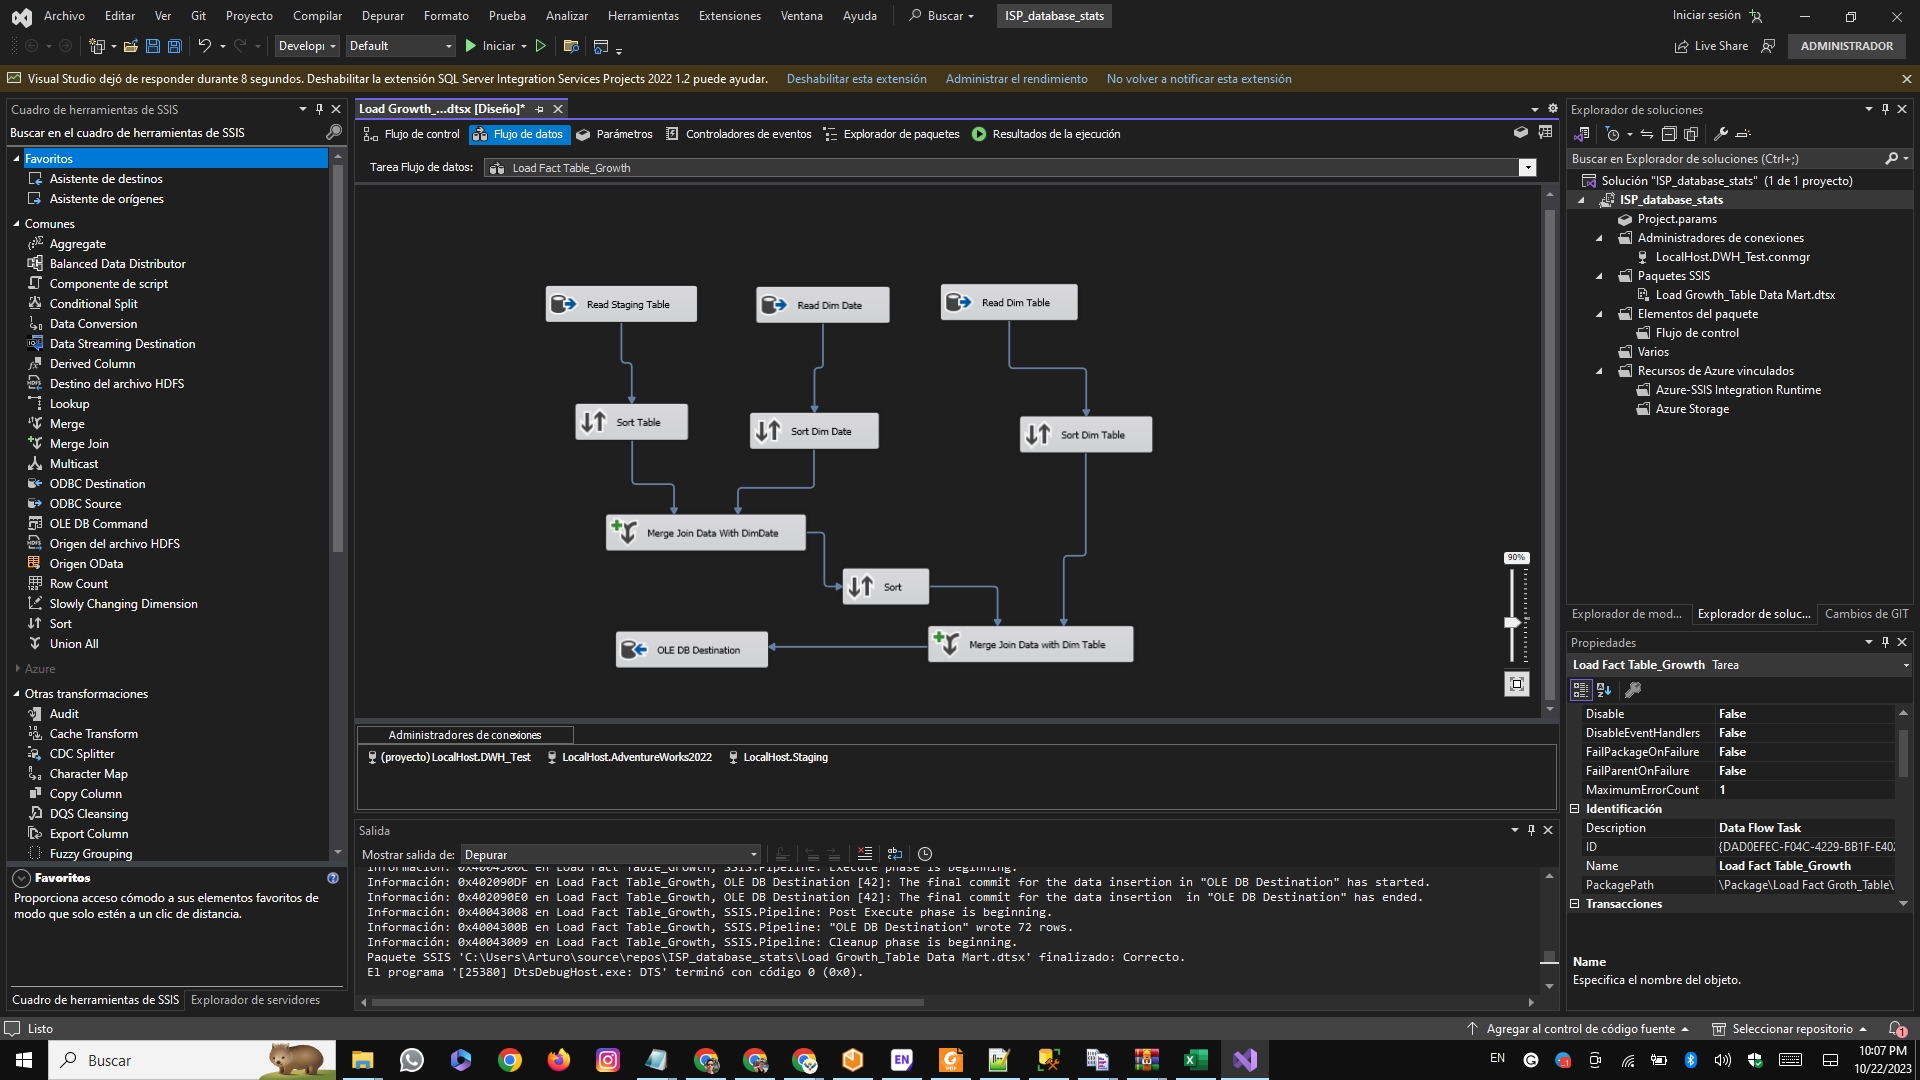 Archivo Editar Ver Git Proyecto Compilar Depurar Formato Prueba Analizar Herramientas Extensiones Ventana Ayuda Buscar ISP_database_stats Iniciar sesión
Develop Default Iniciar Live Share ADMINISTRADOR
Visual Studio dejó de responder durante 8 segundos. Deshabilitar la extensión SQL Server Integration Services Projects 2022 1.2 puede ayudar. Deshabilitar esta extensión Administrar el rendimiento No volver a notificar esta extensión
Cuadro de herramientas de SSIS
Buscar en el cuadro de herramientas de SSIS
Favoritos
Asistente de destinos
Asistente de orígenes
Comunes
Aggregate
Balanced Data Distributor
Componente de script
Conditional Split
Data Conversion
Data Streaming Destination
Derived Column
Destino del archivo HDFS
Lookup
Merge
Merge Join
Multicast
ODBC Destination
ODBC Source
OLE DB Command
Origen del archivo HDFS
Origen OData
Row Count
Slowly Changing Dimension
Sort
Union All
Azure
Otras transformaciones
Audit
Cache Transform
CDC Splitter
Character Map
Copy Column
DQS Cleansing
Export Column
Fuzzy Grouping
Favoritos
Proporciona acceso cómodo a sus elementos favoritos de
modo que solo estén a un clic de distancia.
Cuadro de herramientas de SSIS Explorador de servidores
Load Growth_...dtsx [Diseño]*
Flujo de control Flujo de datos Parámetros Controladores de eventos Explorador de paquetes Resultados de la ejecución
Tarea Flujo de datos: Load Fact Table_Growth
Read Staging Table Read Dim Date Read Dim Table
Sort Table Sort Dim Date Sort Dim Table
Merge Join Data With DimDate
90%
Sort
OLE DB Destination Merge Join Data with Dim Table
Administradores de conexiones
(proyecto) LocalHost.DWH_Test LocalHost.AdventureWorks2022 LocalHost.Staging
Salida
Mostrar salida de: Depurar
Información: 0x4004300C en Load Fact Table_Growth, SSIS.Pipeline: Execute phase is beginning.
Información: 0x402090DF en Load Fact Table_Growth, OLE DB Destination [42]: The final commit for the data insertion in "OLE DB Destination" has started.
Información: 0x402090E0 en Load Fact Table_Growth, OLE DB Destination [42]: The final commit for the data insertion  in "OLE DB Destination" has ended.
Información: 0x40043008 en Load Fact Table_Growth, SSIS.Pipeline: Post Execute phase is beginning.
Información: 0x4004300B en Load Fact Table_Growth, SSIS.Pipeline: "OLE DB Destination" wrote 72 rows.
Información: 0x40043009 en Load Fact Table_Growth, SSIS.Pipeline: Cleanup phase is beginning.
Paquete SSIS 'C:\Users\Arturo\source\repos\ISP_database_stats\Load Growth_Table Data Mart.dtsx' finalizado: Correcto.
El programa '[25380] DtsDebugHost.exe: DTS' terminó con código 0 (0x0).
Explorador de soluciones
Buscar en Explorador de soluciones (Ctrl+;)
Solución "ISP_database_stats" (1 de 1 proyecto)
ISP_database_stats
Project.params
Administradores de conexiones
LocalHost.DWH_Test.conmgr
Paquetes SSIS
Load Growth_Table Data Mart.dtsx
Elementos del paquete
Flujo de control
Varios
Recursos de Azure vinculados
Azure-SSIS Integration Runtime
Azure Storage
Explorador de mod... Explorador de soluc... Cambios de GIT
Propiedades
Load Fact Table_Growth Tarea
Disable False
DisableEventHandlers False
FailPackageOnFailure False
FailParentOnFailure False
MaximumErrorCount 1
Identificación
Description Data Flow Task
ID {DAD0EFEC-F04C-4229-BB1F-E402
Name Load Fact Table_Growth
PackagePath \Package\Load Fact Groth_Table\
Transacciones
Name
Especifica el nombre del objeto.
Listo Agregar al control de código fuente Seleccionar repositorio 1
Buscar EN EN 10:07 PM
10/22/2023